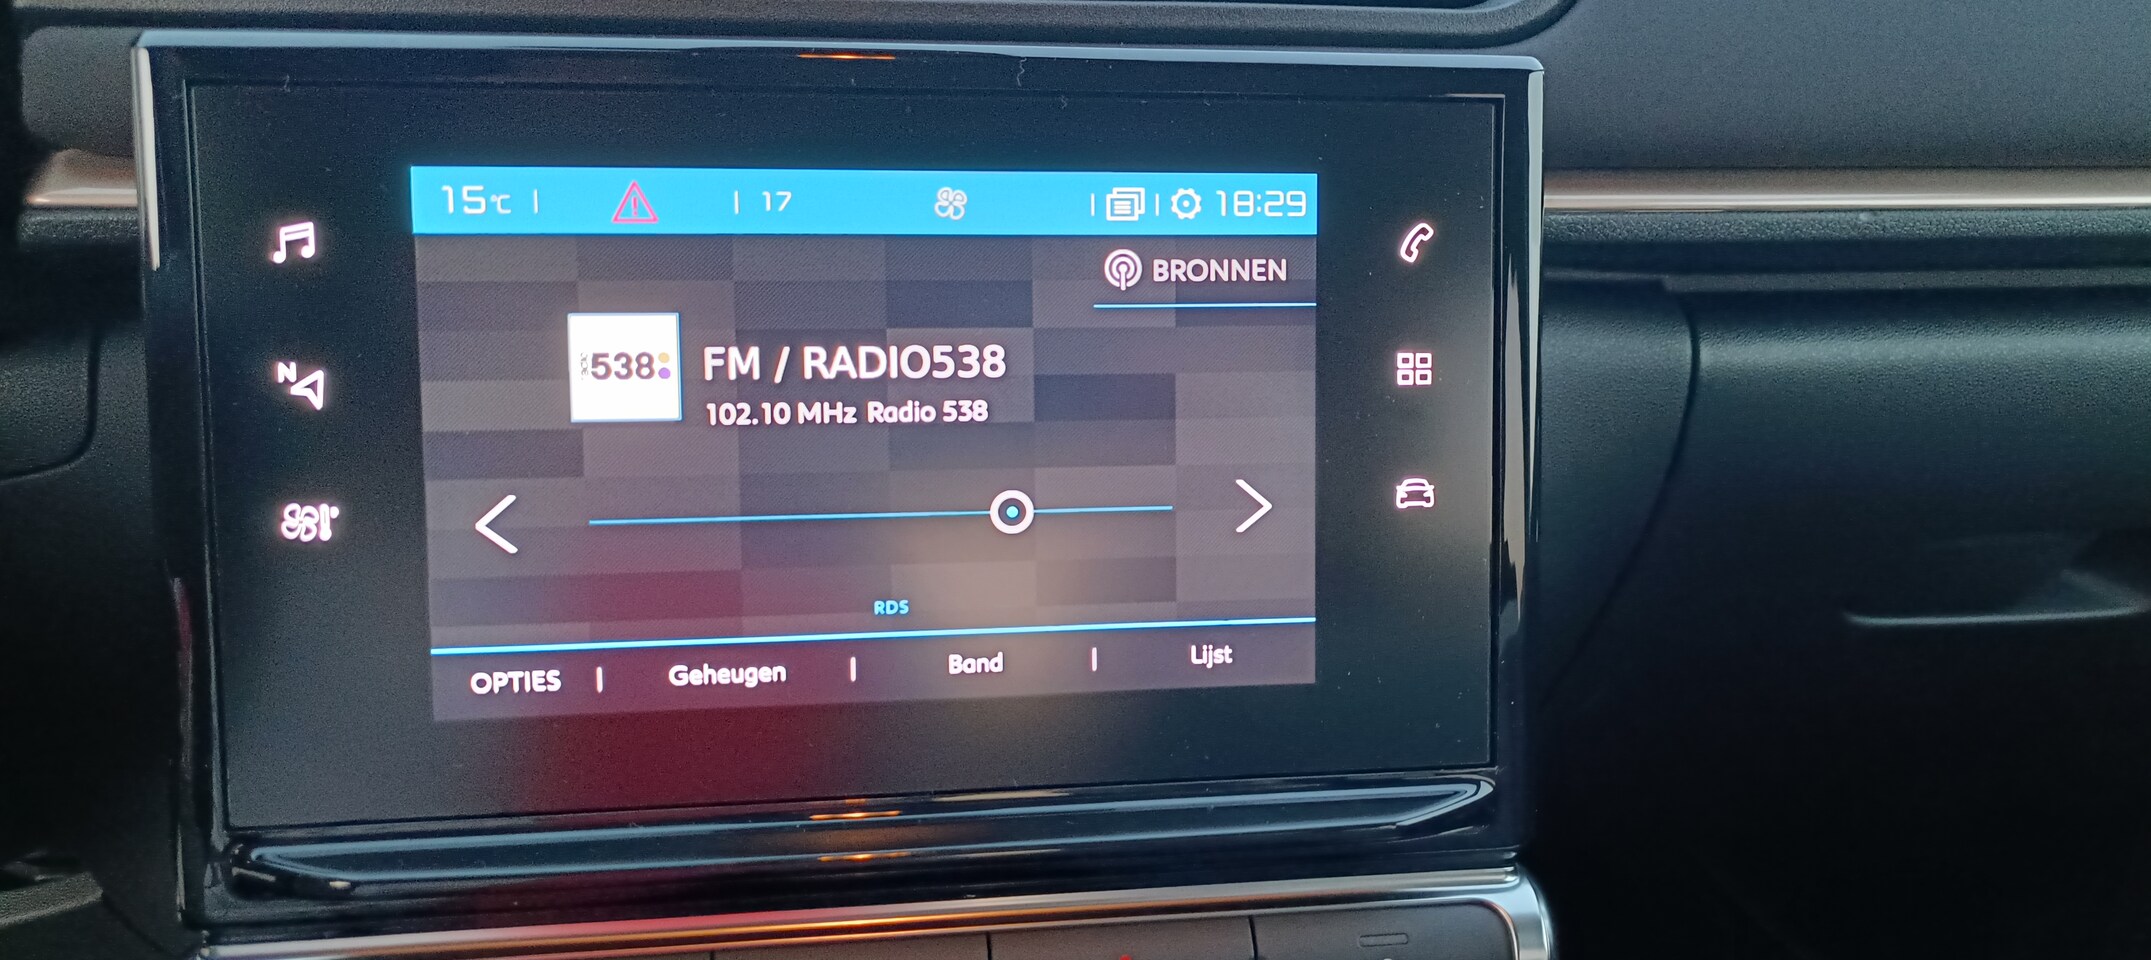 15°C | | 17 | | 18:29
BRONNEN
538
FM / RADIO538
102.10 MHz Radio 538
N
RDS
OPTIES | Geheugen | Band | Lijst